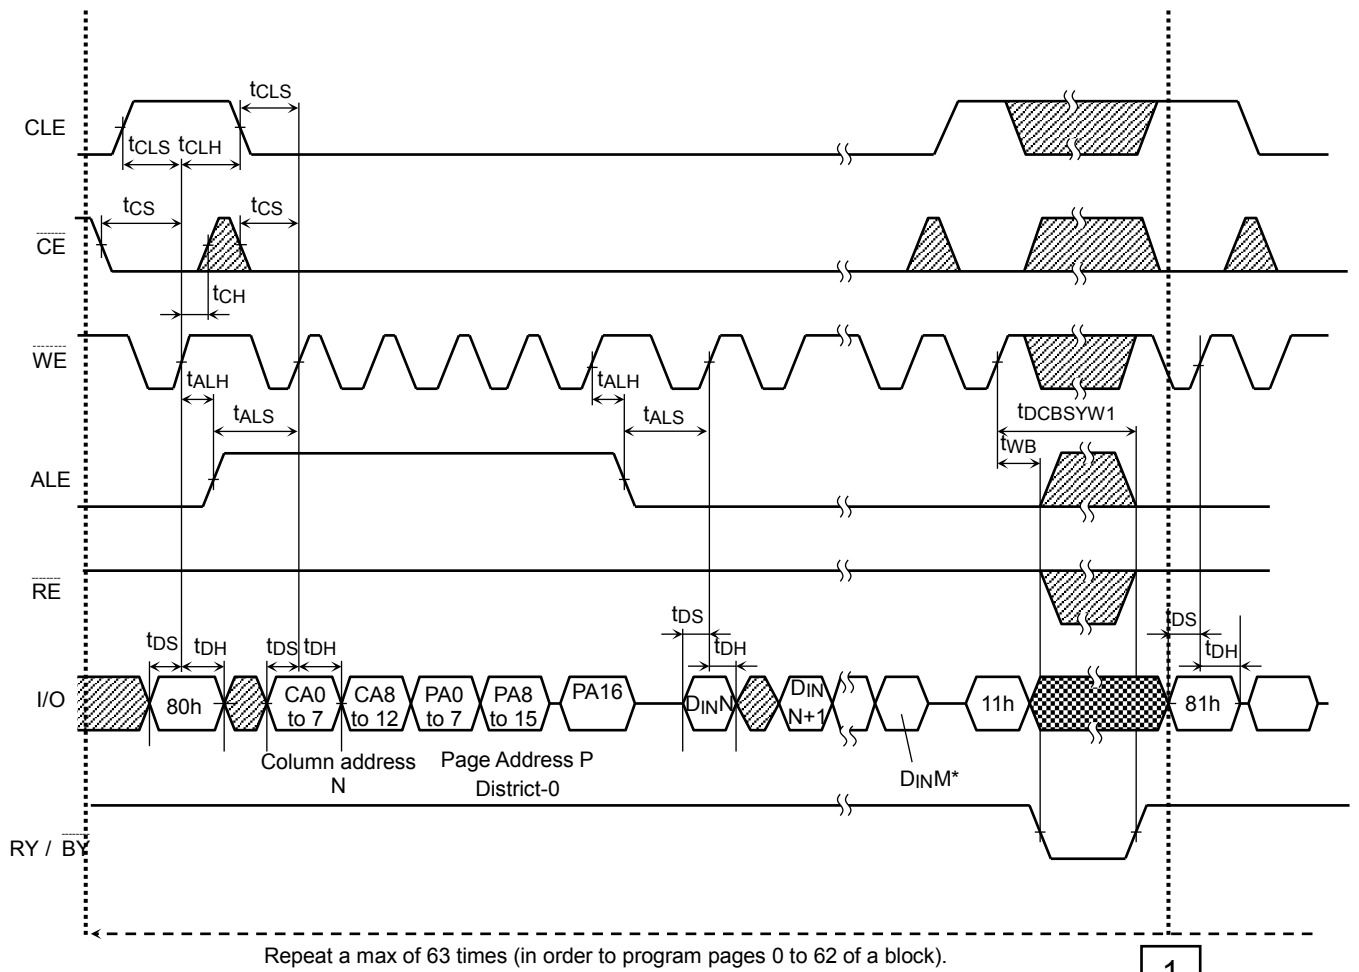 tCLS
CLE
tCLS tCLH
tCS tCS
CE
tCH
WE
tALH tALH
tALS tALS
tDCBSYW1
tWB
ALE
RE
tDS tDS
tDS tDH tDS tDH tDH tDH
I/O
80h
CA0 to 7
CA8 to 12
PA0 to 7
PA8 to 15
PA16
DINN
DIN N+1
11h
81h
Column address N
Page Address P
District-0
DINM*
RY / BY
Repeat a max of 63 times (in order to program pages 0 to 62 of a block).
1